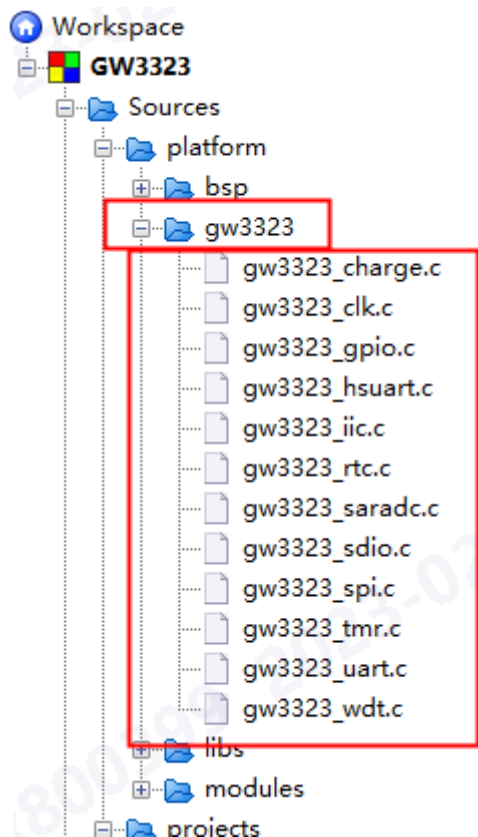 Workspace
GW3323
Sources
platform
bsp
gw3323
gw3323_charge.c
gw3323_clk.c
gw3323_gpio.c
gw3323_hsuart.c
gw3323_iic.c
gw3323_rtc.c
gw3323_saradc.c
gw3323_sdio.c
gw3323_spi.c
gw3323_tmr.c
gw3323_uart.c
gw3323_wdt.c
libs
modules
projects